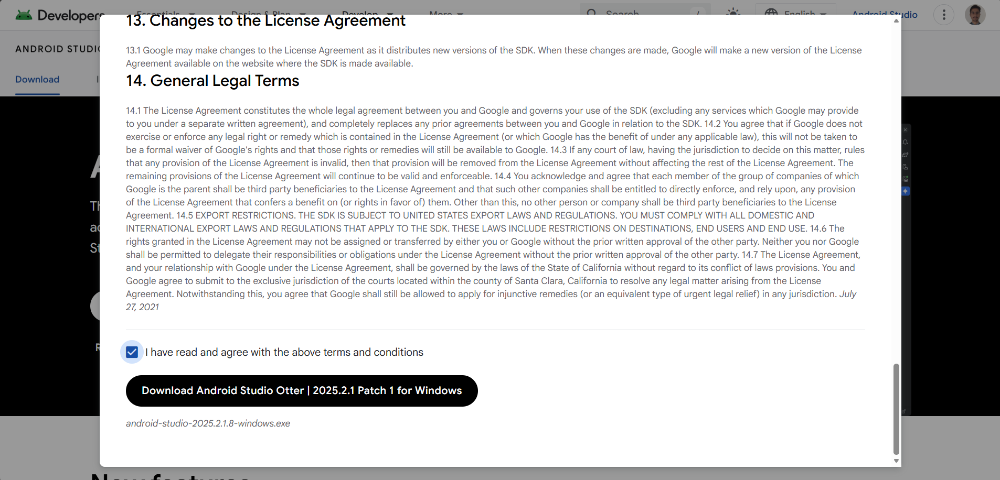 Developers
Essentials
Design & Plan
Develop
More
Search
/
English
Android Studio
ANDROID STUDIO
Download
13. Changes to the License Agreement
13.1 Google may make changes to the License Agreement as it distributes new versions of the SDK. When these changes are made, Google will make a new version of the License
Agreement available on the website where the SDK is made available.
14. General Legal Terms
14.1 The License Agreement constitutes the whole legal agreement between you and Google and governs your use of the SDK (excluding any services which Google may provide
to you under a separate written agreement), and completely replaces any prior agreements between you and Google in relation to the SDK. 14.2 You agree that if Google does not
exercise or enforce any legal right or remedy which is contained in the License Agreement (or which Google has the benefit of under any applicable law), this will not be taken to
be a formal waiver of Google's rights and that those rights or remedies will still be available to Google. 14.3 If any court of law, having the jurisdiction to decide on this matter, rules
that any provision of the License Agreement is invalid, then that provision will be removed from the License Agreement without affecting the rest of the License Agreement. The
remaining provisions of the License Agreement will continue to be valid and enforceable. 14.4 You acknowledge and agree that each member of the group of companies of which
Google is the parent shall be third party beneficiaries to the License Agreement and that such other companies shall be entitled to directly enforce, and rely upon, any provision
of the License Agreement that confers a benefit on (or rights in favor of) them. Other than this, no other person or company shall be third party beneficiaries to the License
Agreement. 14.5 EXPORT RESTRICTIONS. THE SDK IS SUBJECT TO UNITED STATES EXPORT LAWS AND REGULATIONS. YOU MUST COMPLY WITH ALL DOMESTIC AND
INTERNATIONAL EXPORT LAWS AND REGULATIONS THAT APPLY TO THE SDK. THESE LAWS INCLUDE RESTRICTIONS ON DESTINATIONS, END USERS AND END USE. 14.6 The
rights granted in the License Agreement may not be assigned or transferred by either you or Google without the prior written approval of the other party. Neither you nor Google
shall be permitted to delegate their responsibilities or obligations under the License Agreement without the prior written approval of the other party. 14.7 The License Agreement,
and your relationship with Google under the License Agreement, shall be governed by the laws of the State of California without regard to its conflict of laws provisions. You and
Google agree to submit to the exclusive jurisdiction of the courts located within the county of Santa Clara, California to resolve any legal matter arising from the License
Agreement. Notwithstanding this, you agree that Google shall still be allowed to apply for injunctive remedies (or an equivalent type of urgent legal relief) in any jurisdiction. July
27, 2021
I have read and agree with the above terms and conditions
Download Android Studio Otter | 2025.2.1 Patch 1 for Windows
android-studio-2025.2.1.8-windows.exe
New features